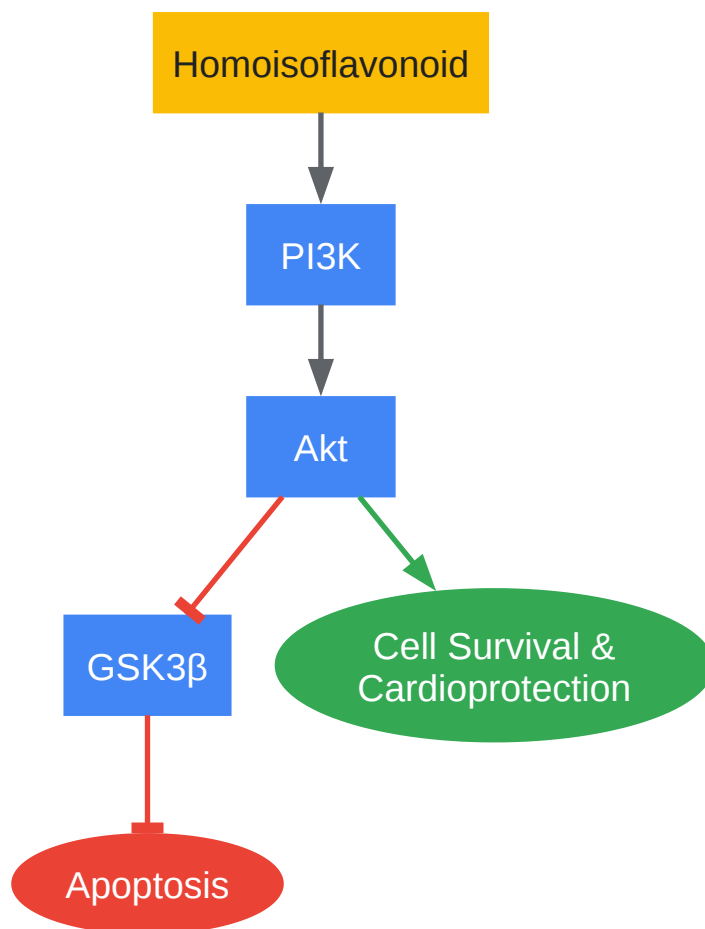 Homoisoflavonoid
PI3K
Akt
GSK3β
Cell Survival &
Cardioprotection
Apoptosis